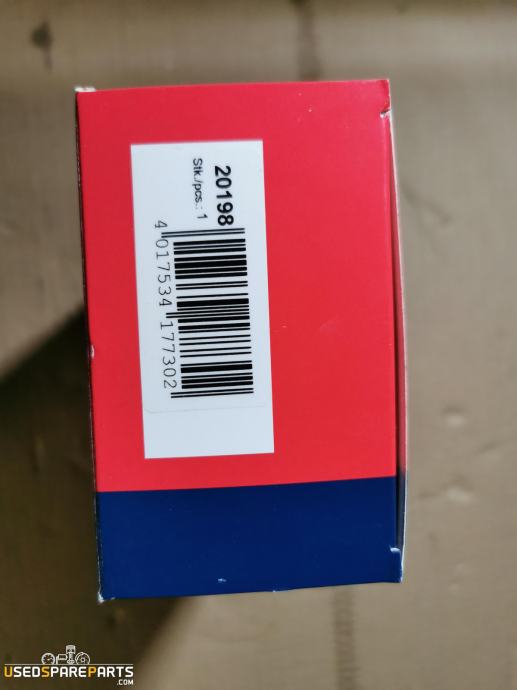 20198
Stk./pcs.: 1
4 017534 177302
USEDSPAREPARTS
.COM